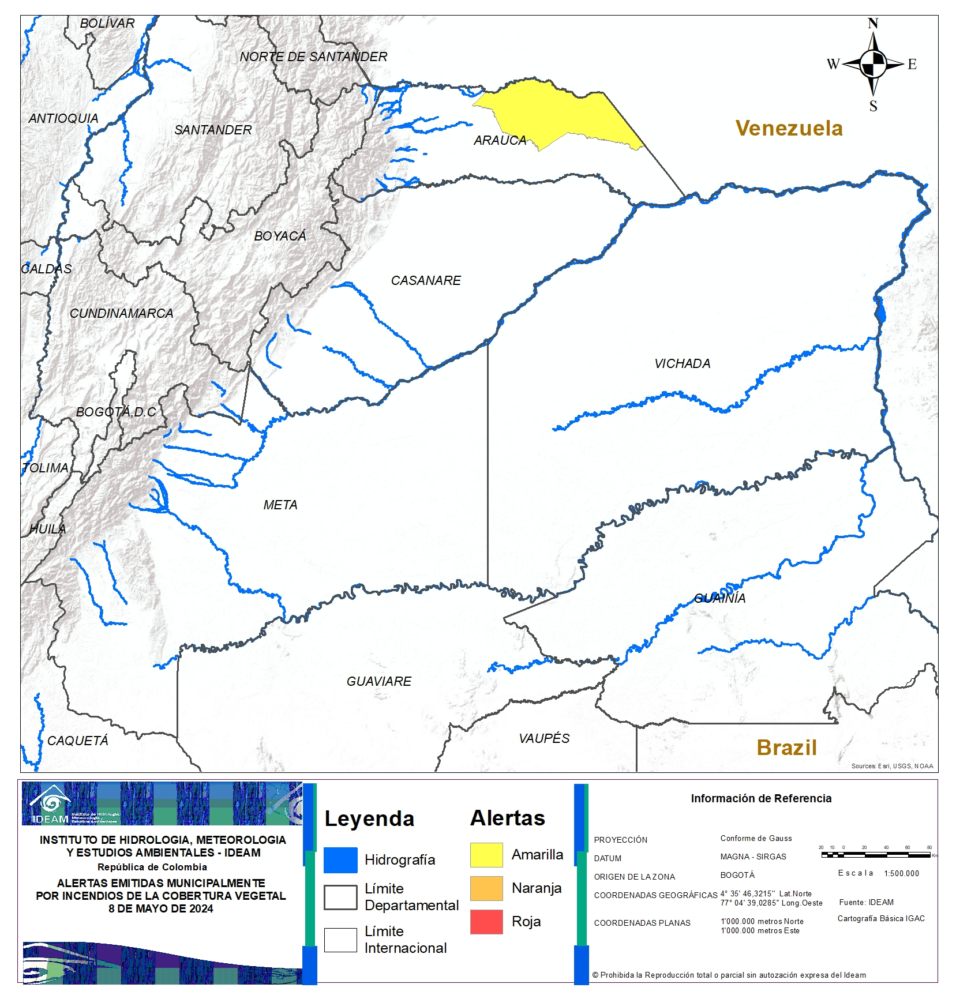 BOLÍVAR
NORTE DE SANTANDER
N
W E
S
ANTIOQUIA
SANTANDER
ARAUCA
Venezuela
BOYACÁ
CALDAS
CASANARE
CUNDINAMARCA
VICHADA
BOGOTÁ,D.C
TOLIMA
META
HUILA
GUAINÍA
GUAVIARE
CAQUETÁ
VAUPÉS
Brazil
Sources: Esri, USGS, NOAA
IDEAM
Instituto de Hidrología,
Meteorología y
Estudios Ambientales
INSTITUTO DE HIDROLOGIA, METEOROLOGIA
Y ESTUDIOS AMBIENTALES - IDEAM
República de Colombia
ALERTAS EMITIDAS MUNICIPALMENTE
POR INCENDIOS DE LA COBERTURA VEGETAL
8 DE MAYO DE 2024
Leyenda
Hidrografía
Límite
Departamental
Límite
Internacional
Alertas
Amarilla
Naranja
Roja
Información de Referencia
PROYECCIÓN Conforme de Gauss
DATUM MAGNA - SIRGAS
ORIGEN DE LA ZONA BOGOTÁ
COORDENADAS GEOGRÁFICAS 4° 35' 46,3215'' Lat.Norte
77° 04' 39,0285" Long.Oeste
COORDENADAS PLANAS 1'000.000 metros Norte
1'000.000 metros Este
20 10 0 20 40 60 80
Km
Escala 1:500.000
Fuente: IDEAM
Cartografía Básica IGAC
© Prohibida la Reproducción total o parcial sin autozación expresa del Ideam